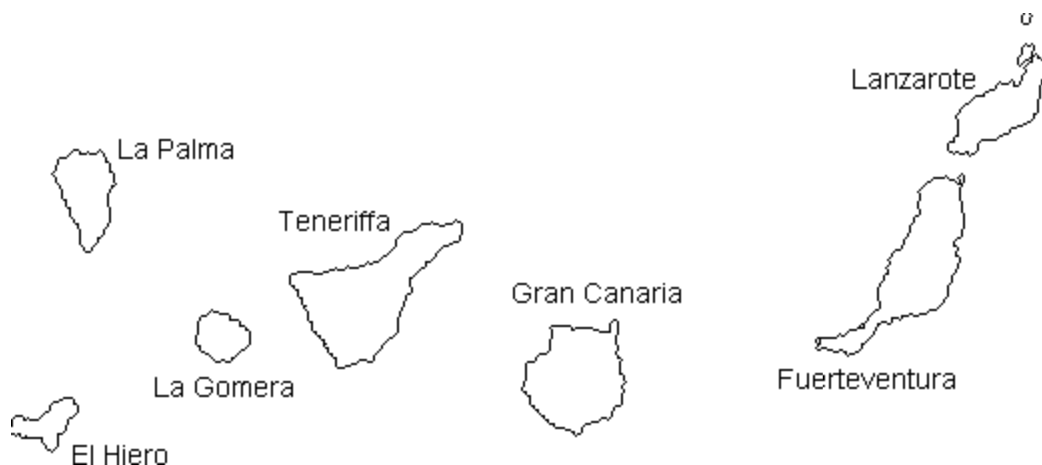 Lanzarote
La Palma
Teneriffa
Gran Canaria
Fuerteventura
La Gomera
El Hiero